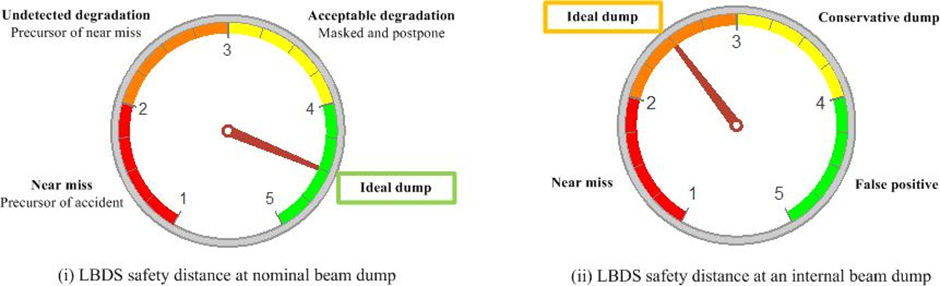 Undetected degradation
Precursor of near miss
Acceptable degradation
Masked and postpone
3
2
4
Near miss
Precursor of accident
1
5
Ideal dump
(i) LBDS safety distance at nominal beam dump
Ideal dump
Conservative dump
3
2
4
Near miss
False positive
1
5
(ii) LBDS safety distance at an internal beam dump